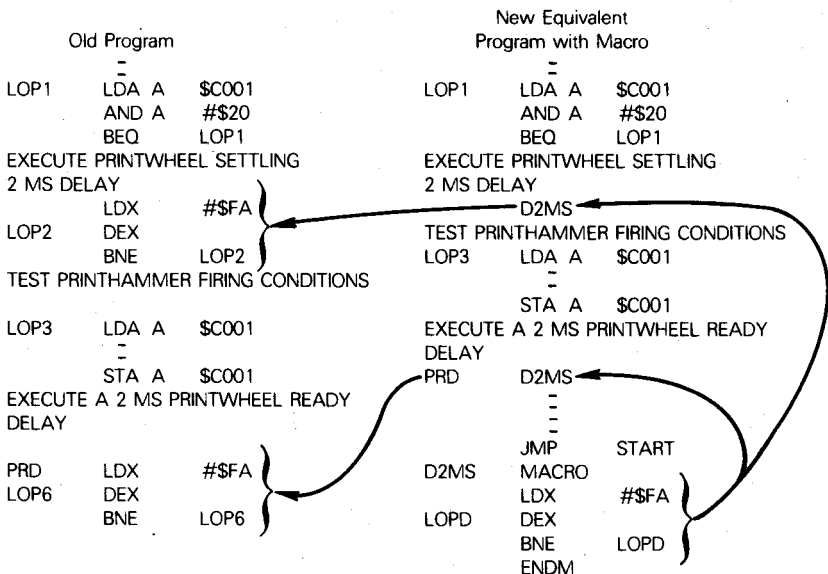 Old Program
LOP1 LDA A $C001
AND A #$20
BEQ LOP1
EXECUTE PRINTWHEEL SETTLING
2 MS DELAY
LDX #$FA
LOP2 DEX
BNE LOP2
TEST PRINTHAMMER FIRING CONDITIONS
LOP3 LDA A $C001
STA A $C001
EXECUTE A 2 MS PRINTWHEEL READY
DELAY
PRD LDX #$FA
LOP6 DEX
BNE LOP6
New Equivalent
Program with Macro
LOP1 LDA A $C001
AND A #$20
BEQ LOP1
EXECUTE PRINTWHEEL SETTLING
2 MS DELAY
D2MS
TEST PRINTHAMMER FIRING CONDITIONS
LOP3 LDA A $C001
STA A $C001
EXECUTE A 2 MS PRINTWHEEL READY
DELAY
PRD D2MS
JMP START
D2MS MACRO
LDX #$FA
LOPD DEX
BNE LOPD
ENDM